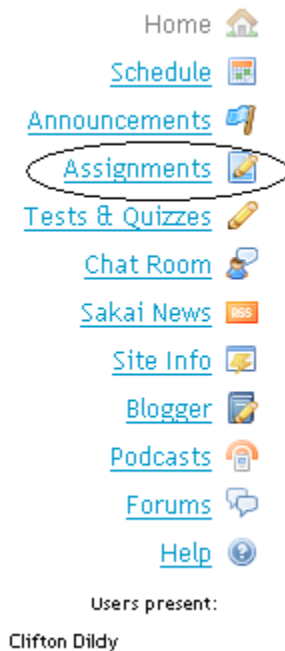 Home
Schedule
Announcements
Assignments
Tests & Quizzes
Chat Room
Sakai News RSS
Site Info
Blogger
Podcasts
Forums
Help
Users present:
Clifton Dildy